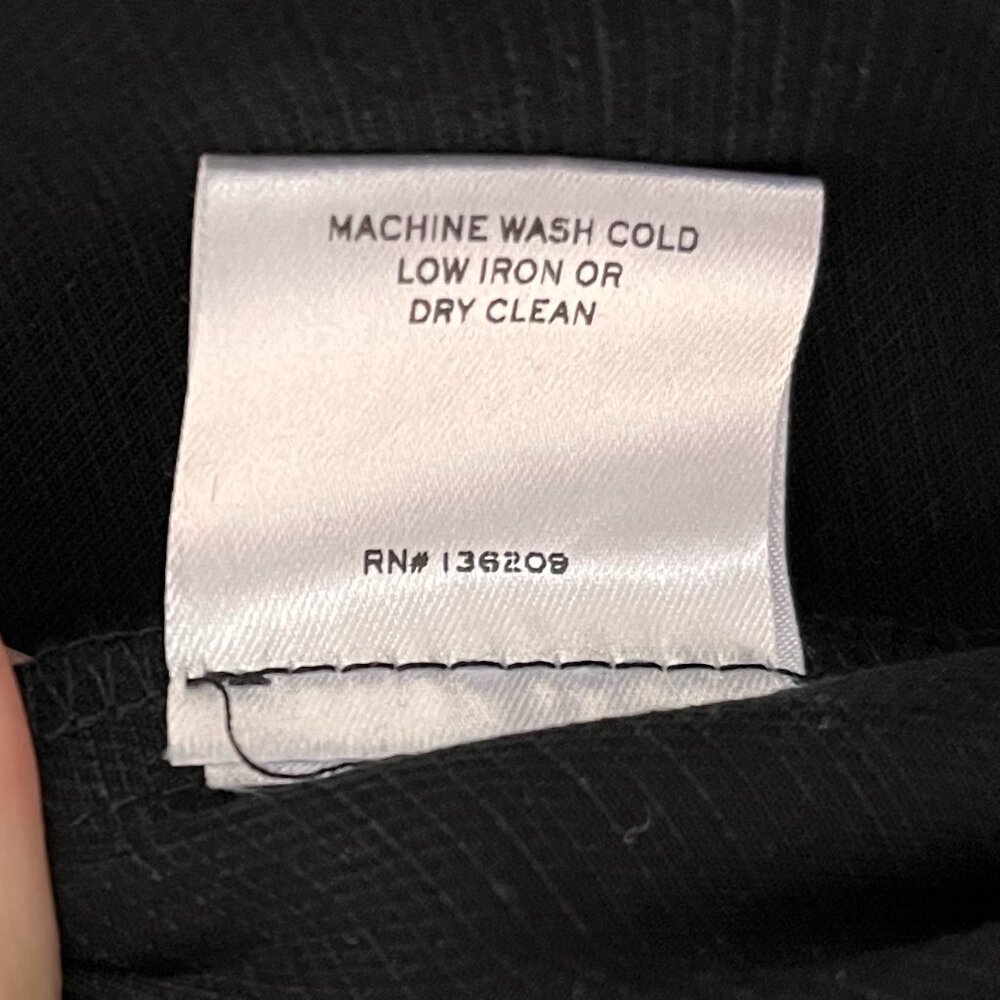 MACHINE WASH COLD
LOW IRON OR
DRY CLEAN
RN# 136209